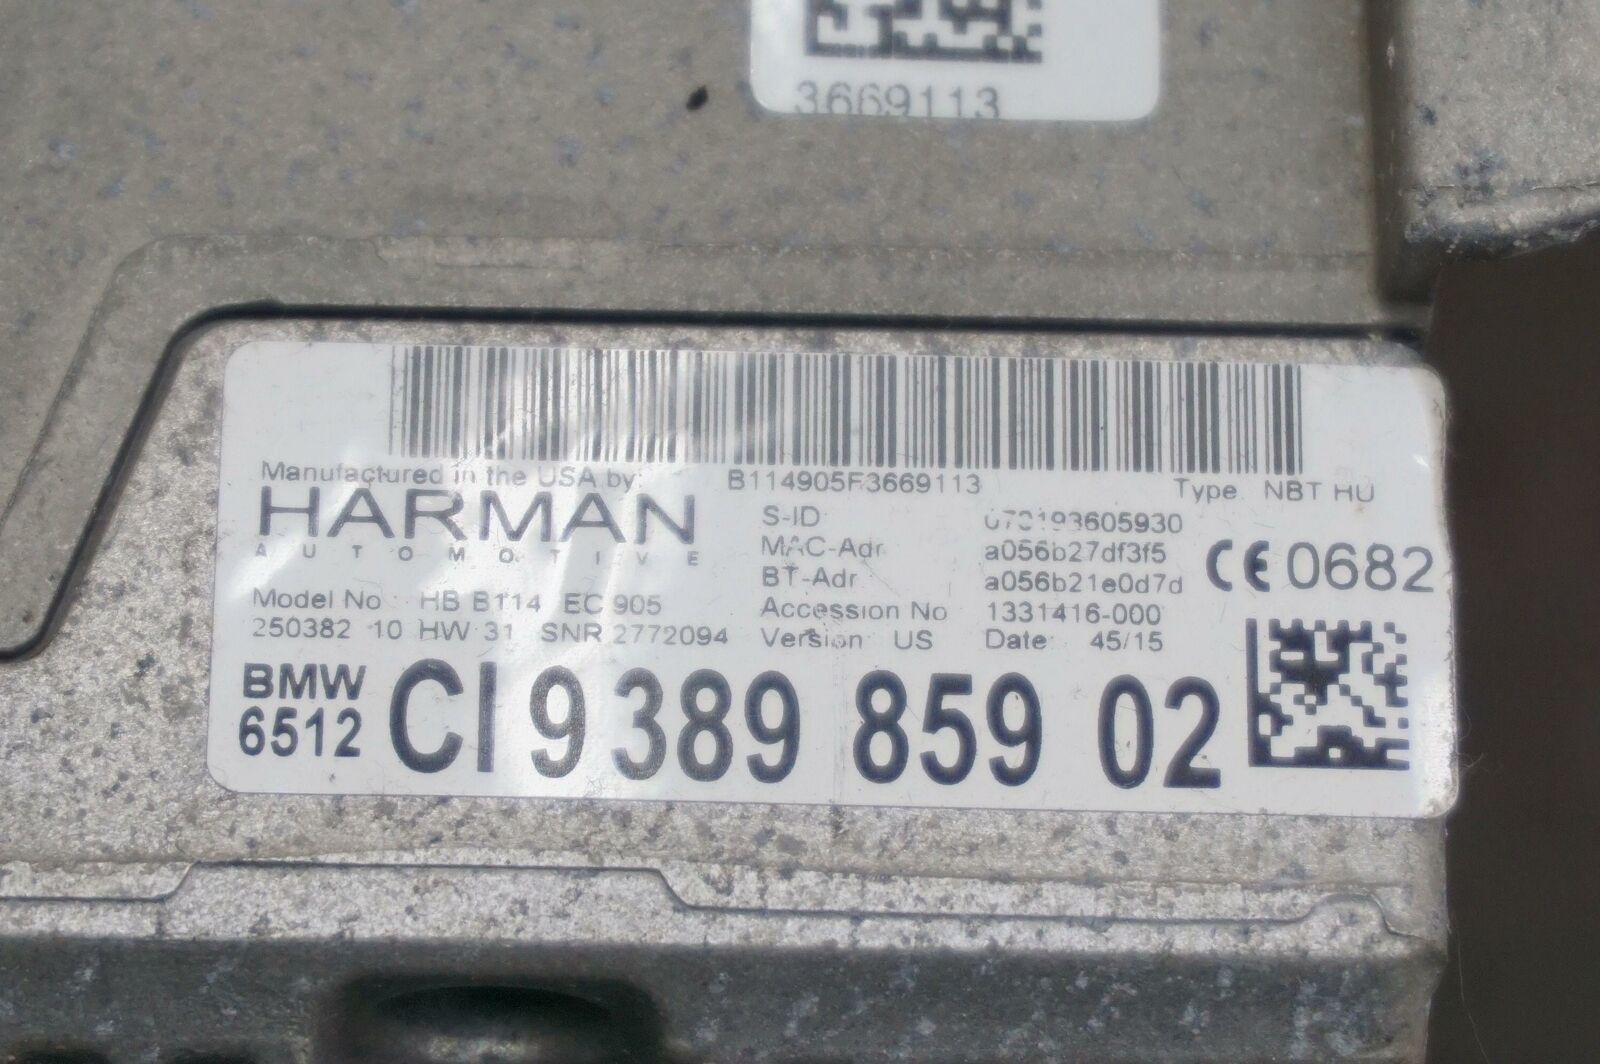 3669113
Manufactured in the USA by:
HARMAN
AUTOMOTIVE
B114905F3669113
Type NBT HU
S-ID
MAC-Adr a056b27df3f5
BT-Adr a056b21e0d7d
CE 0682
Model No HB B114 EC 905
Accession No 1331416-000
250382 10 HW 31 SNR 2772094
Version US Date: 45/15
BMW
6512
CI 9 389 859 02